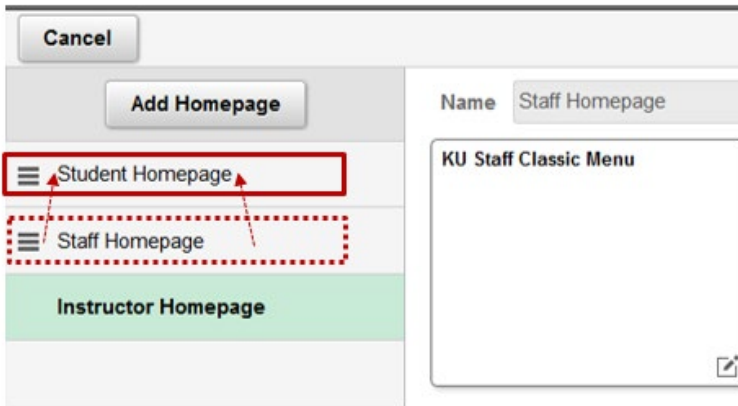 Cancel
Add Homepage
Name Staff Homepage
Student Homepage
KU Staff Classic Menu
Staff Homepage
Instructor Homepage